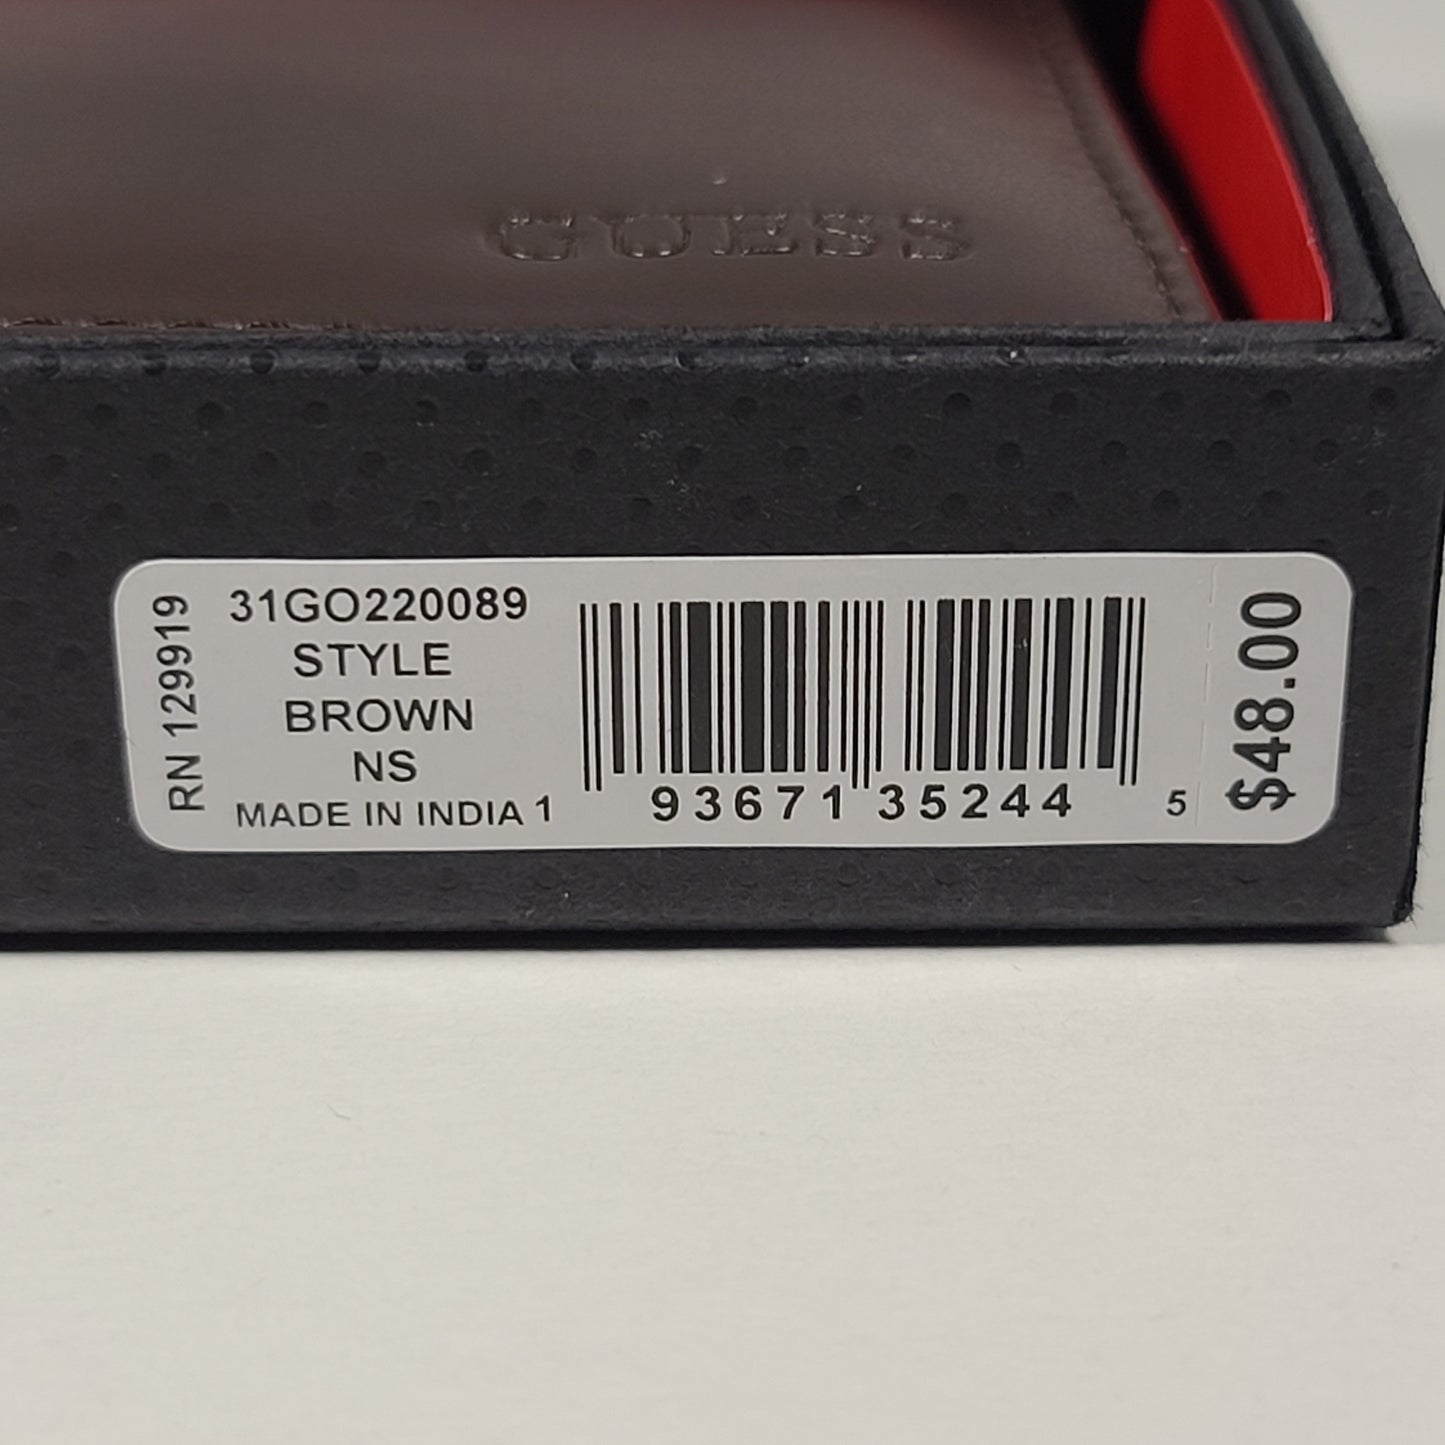 GUESS
RN 129919
31GO220089
STYLE
BROWN
NS
MADE IN INDIA
1 93671 35244 5
$48.00